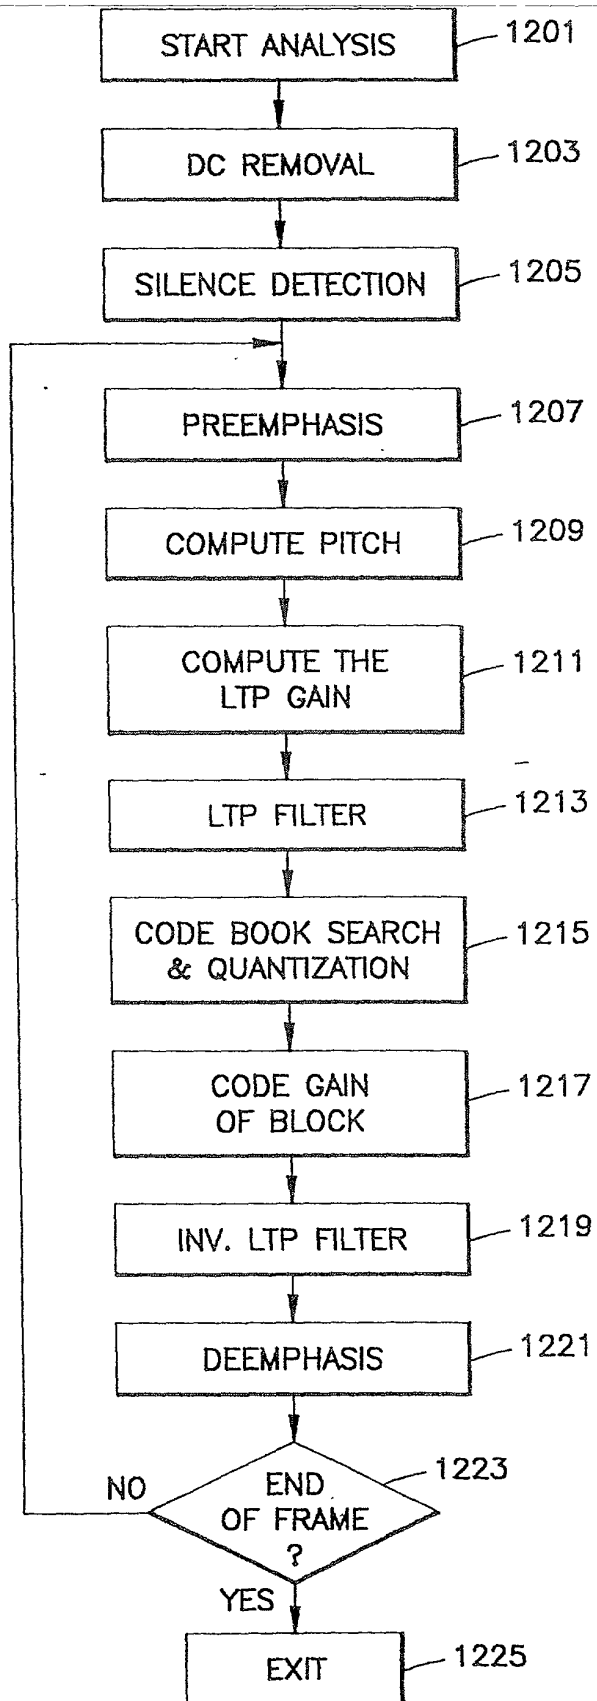 START ANALYSIS
1201
DC REMOVAL
1203
SILENCE DETECTION
1205
PREEMPHASIS
1207
COMPUTE PITCH
1209
COMPUTE THE
LTP GAIN
1211
LTP FILTER
1213
CODE BOOK SEARCH
& QUANTIZATION
1215
CODE GAIN
OF BLOCK
1217
INV. LTP FILTER
1219
DEEMPHASIS
1221
END
OF FRAME
?
1223
NO
YES
EXIT
1225